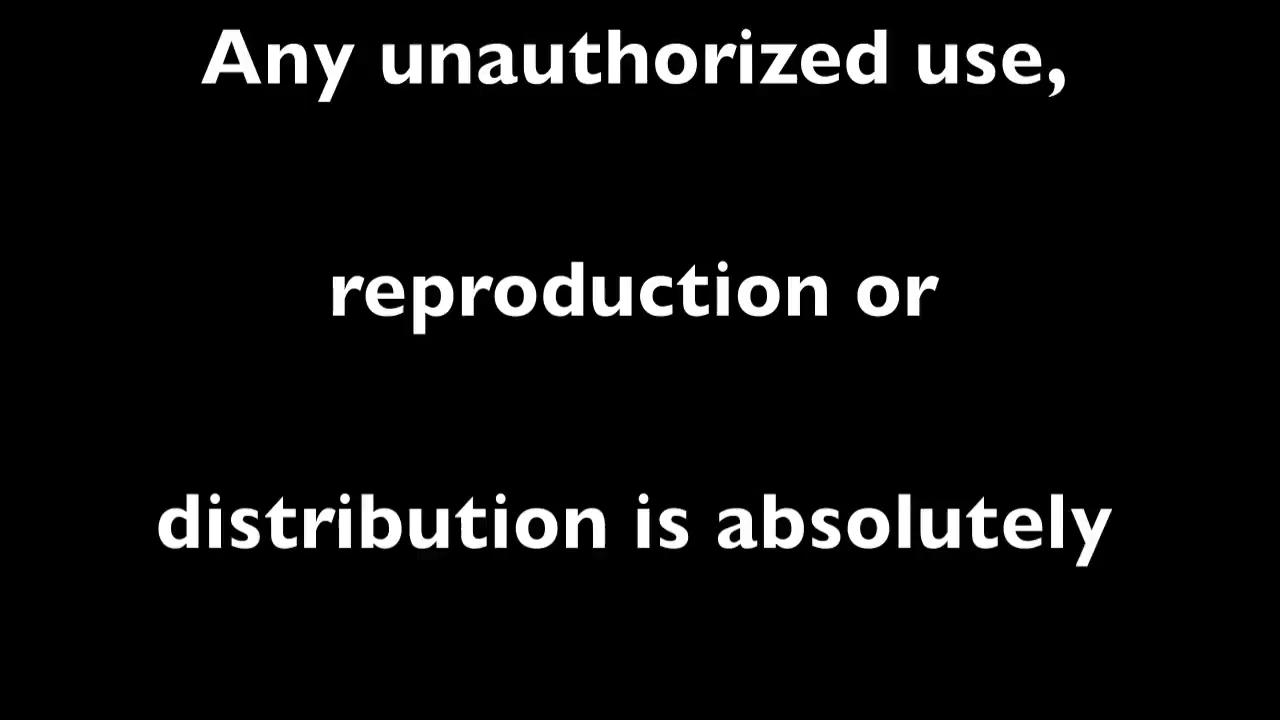 Any unauthorized use,
reproduction or
distribution is absolutely